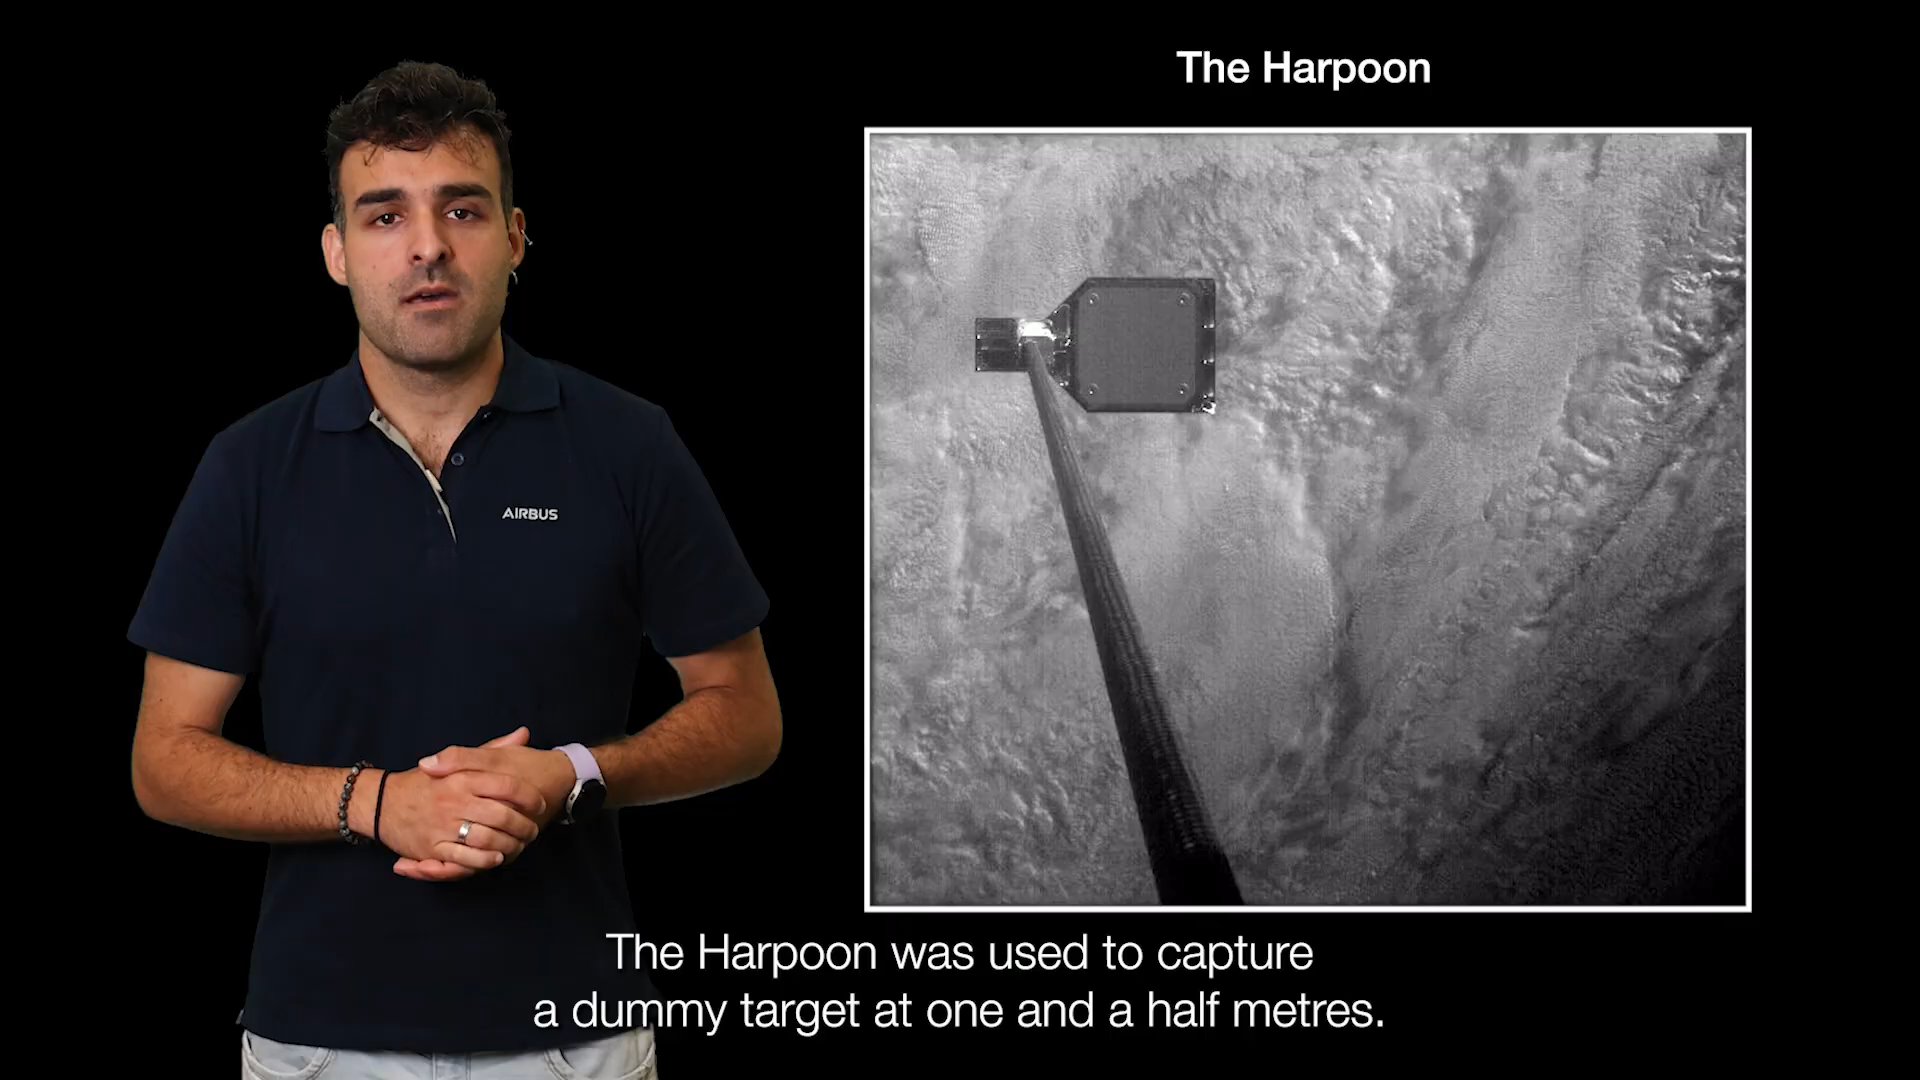 The Harpoon
AIRBUS
The Harpoon was used to capture
a dummy target at one and a half metres.